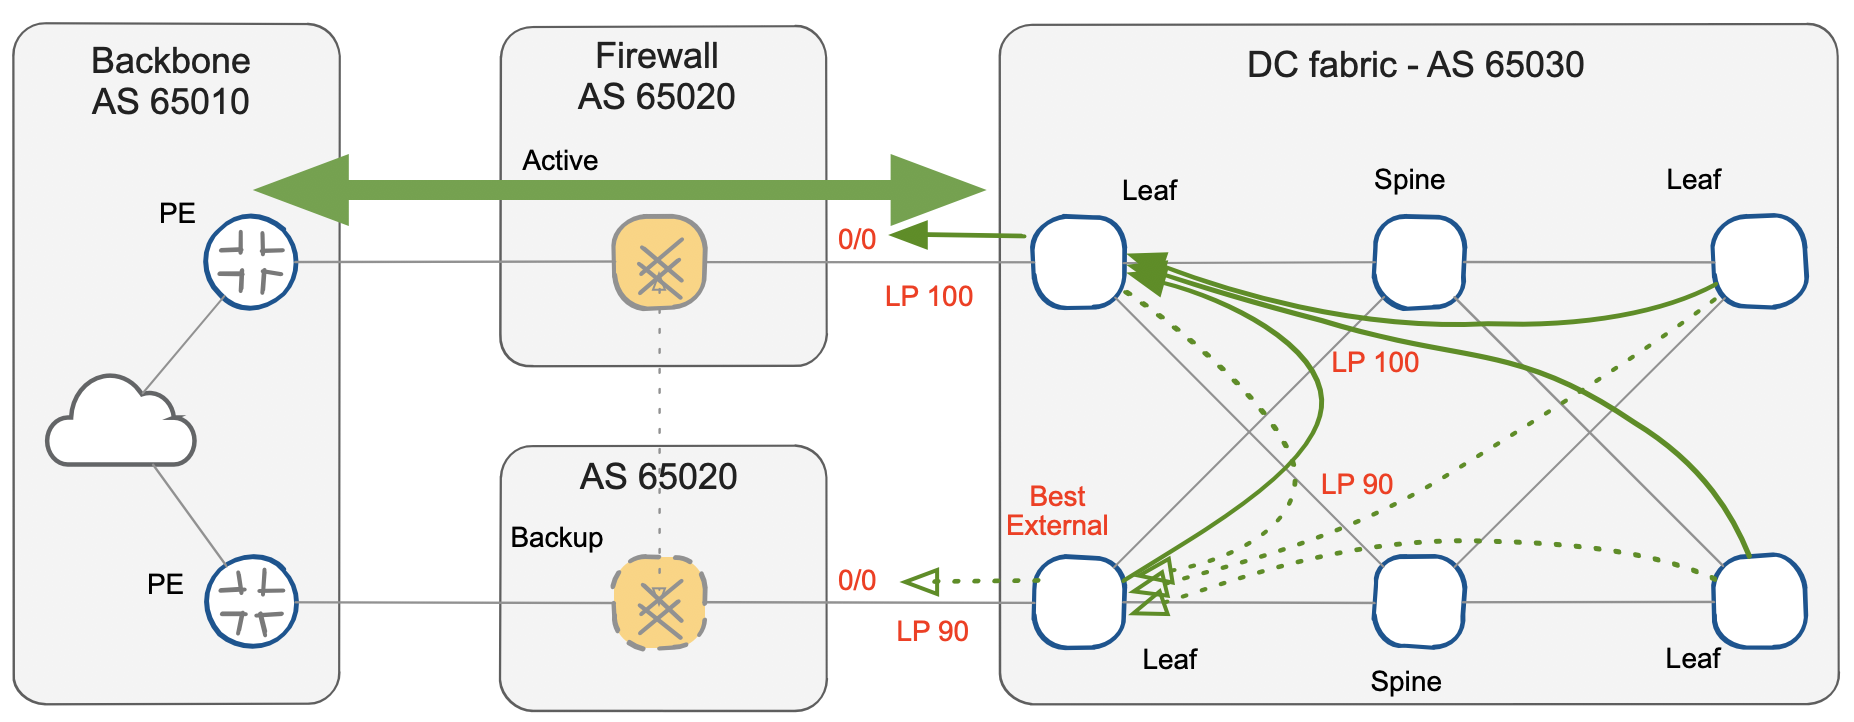 Backbone
AS 65010
PE
PE
Firewall
AS 65020
Active
0/0
LP 100
AS 65020
Backup
0/0
LP 90
DC fabric - AS 65030
Leaf
Spine
Leaf
LP 100
LP 90
Best
External
Leaf
Spine
Leaf